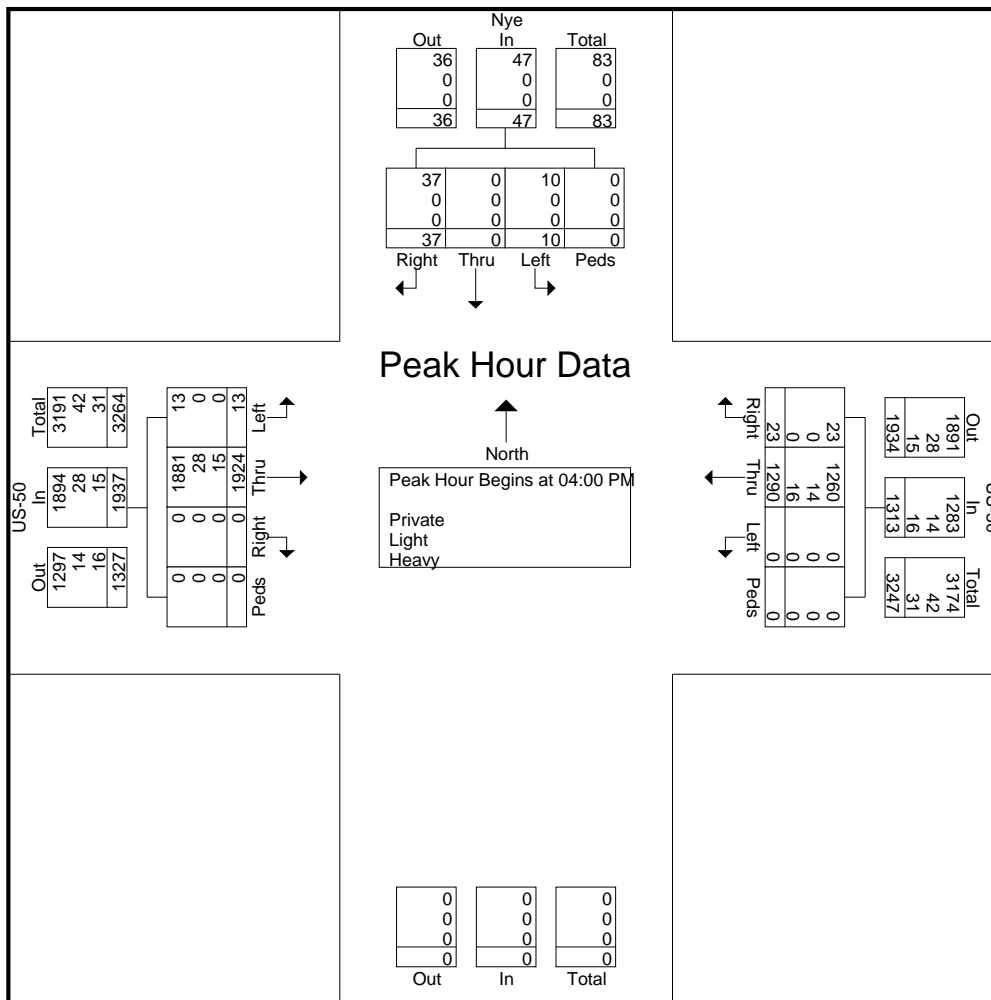 Nye
Out In Total
36 47 83
0 0 0
0 0 0
36 47 83
37 0 10 0
0 0 0 0
0 0 0 0
37 0 10 0
Right Thru Left Peds
Peak Hour Data
North
Peak Hour Begins at 04:00 PM
Private
Light
Heavy
US-50
Total
3191
42
31
3264
In
1894
28
15
1937
Out
1297
14
16
1327
13 0 0 13 Left
1881 28 15 1924 Thru
0 0 0 0 Right
0 0 0 0 Peds
Right 23 0 0 23
Thru 1290 16 14 1260
Left 0 0 0 0
Peds 0 0 0 0
Out
1891
28
15
1934
In
1283
14
16
1313
Total
3174
42
31
3247
0 0 0
0 0 0
0 0 0
0 0 0
Out In Total